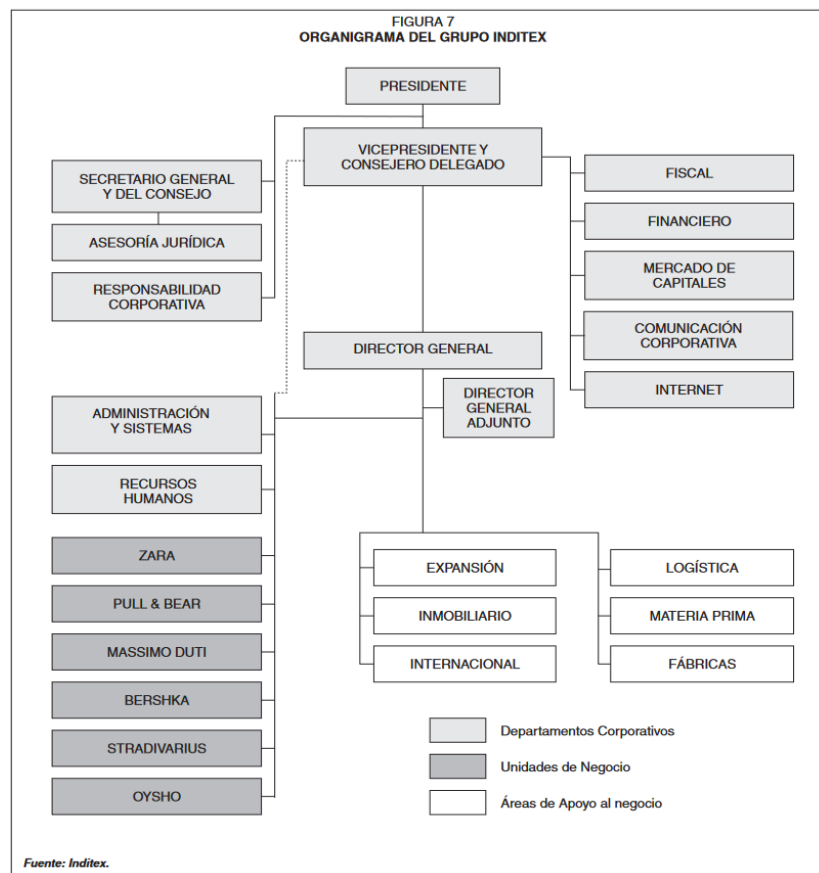 FIGURA 7
ORGANIGRAMA DEL GRUPO INDITEX
PRESIDENTE
VICEPRESIDENTE Y
CONSEJERO DELEGADO
SECRETARIO GENERAL
Y DEL CONSEJO
ASESORÍA JURÍDICA
RESPONSABILIDAD
CORPORATIVA
FISCAL
FINANCIERO
MERCADO DE
CAPITALES
COMUNICACIÓN
CORPORATIVA
INTERNET
DIRECTOR GENERAL
DIRECTOR
GENERAL
ADJUNTO
ADMINISTRACIÓN
Y SISTEMAS
RECURSOS
HUMANOS
ZARA
PULL & BEAR
MASSIMO DUTI
BERSHKA
STRADIVARIUS
OYSHO
EXPANSIÓN
INMOBILIARIO
INTERNACIONAL
LOGÍSTICA
MATERIA PRIMA
FÁBRICAS
Departamentos Corporativos
Unidades de Negocio
Áreas de Apoyo al negocio
Fuente: Inditex.